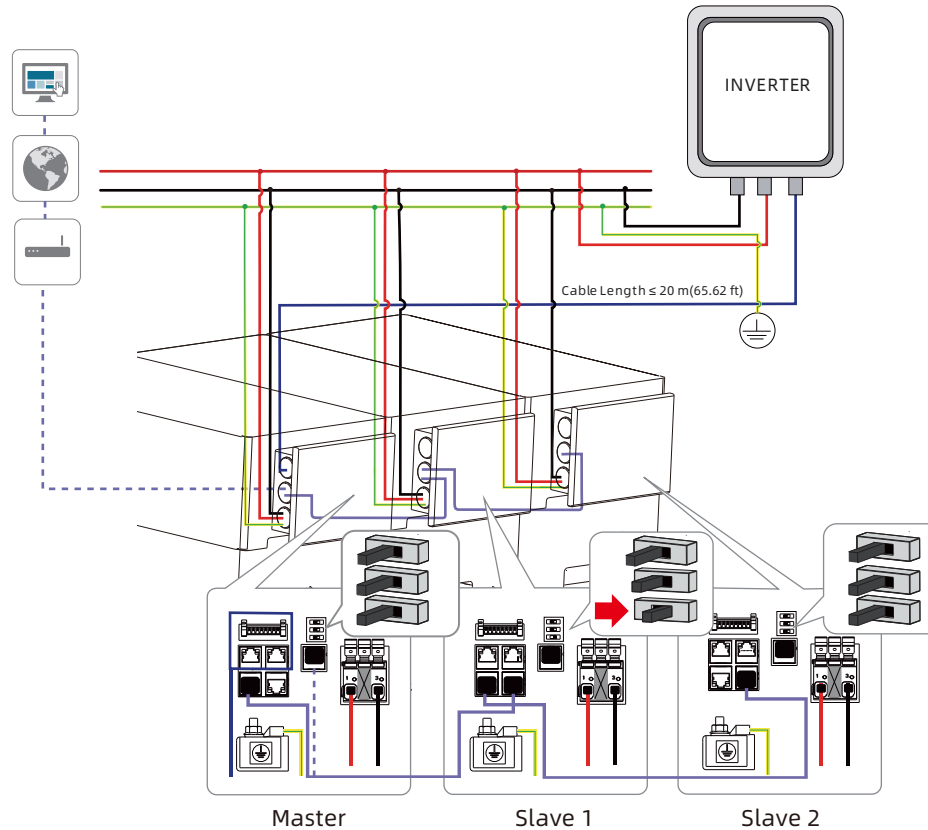 INVERTER
Cable Length ≤ 20 m(65.62 ft)
Master
Slave 1
Slave 2